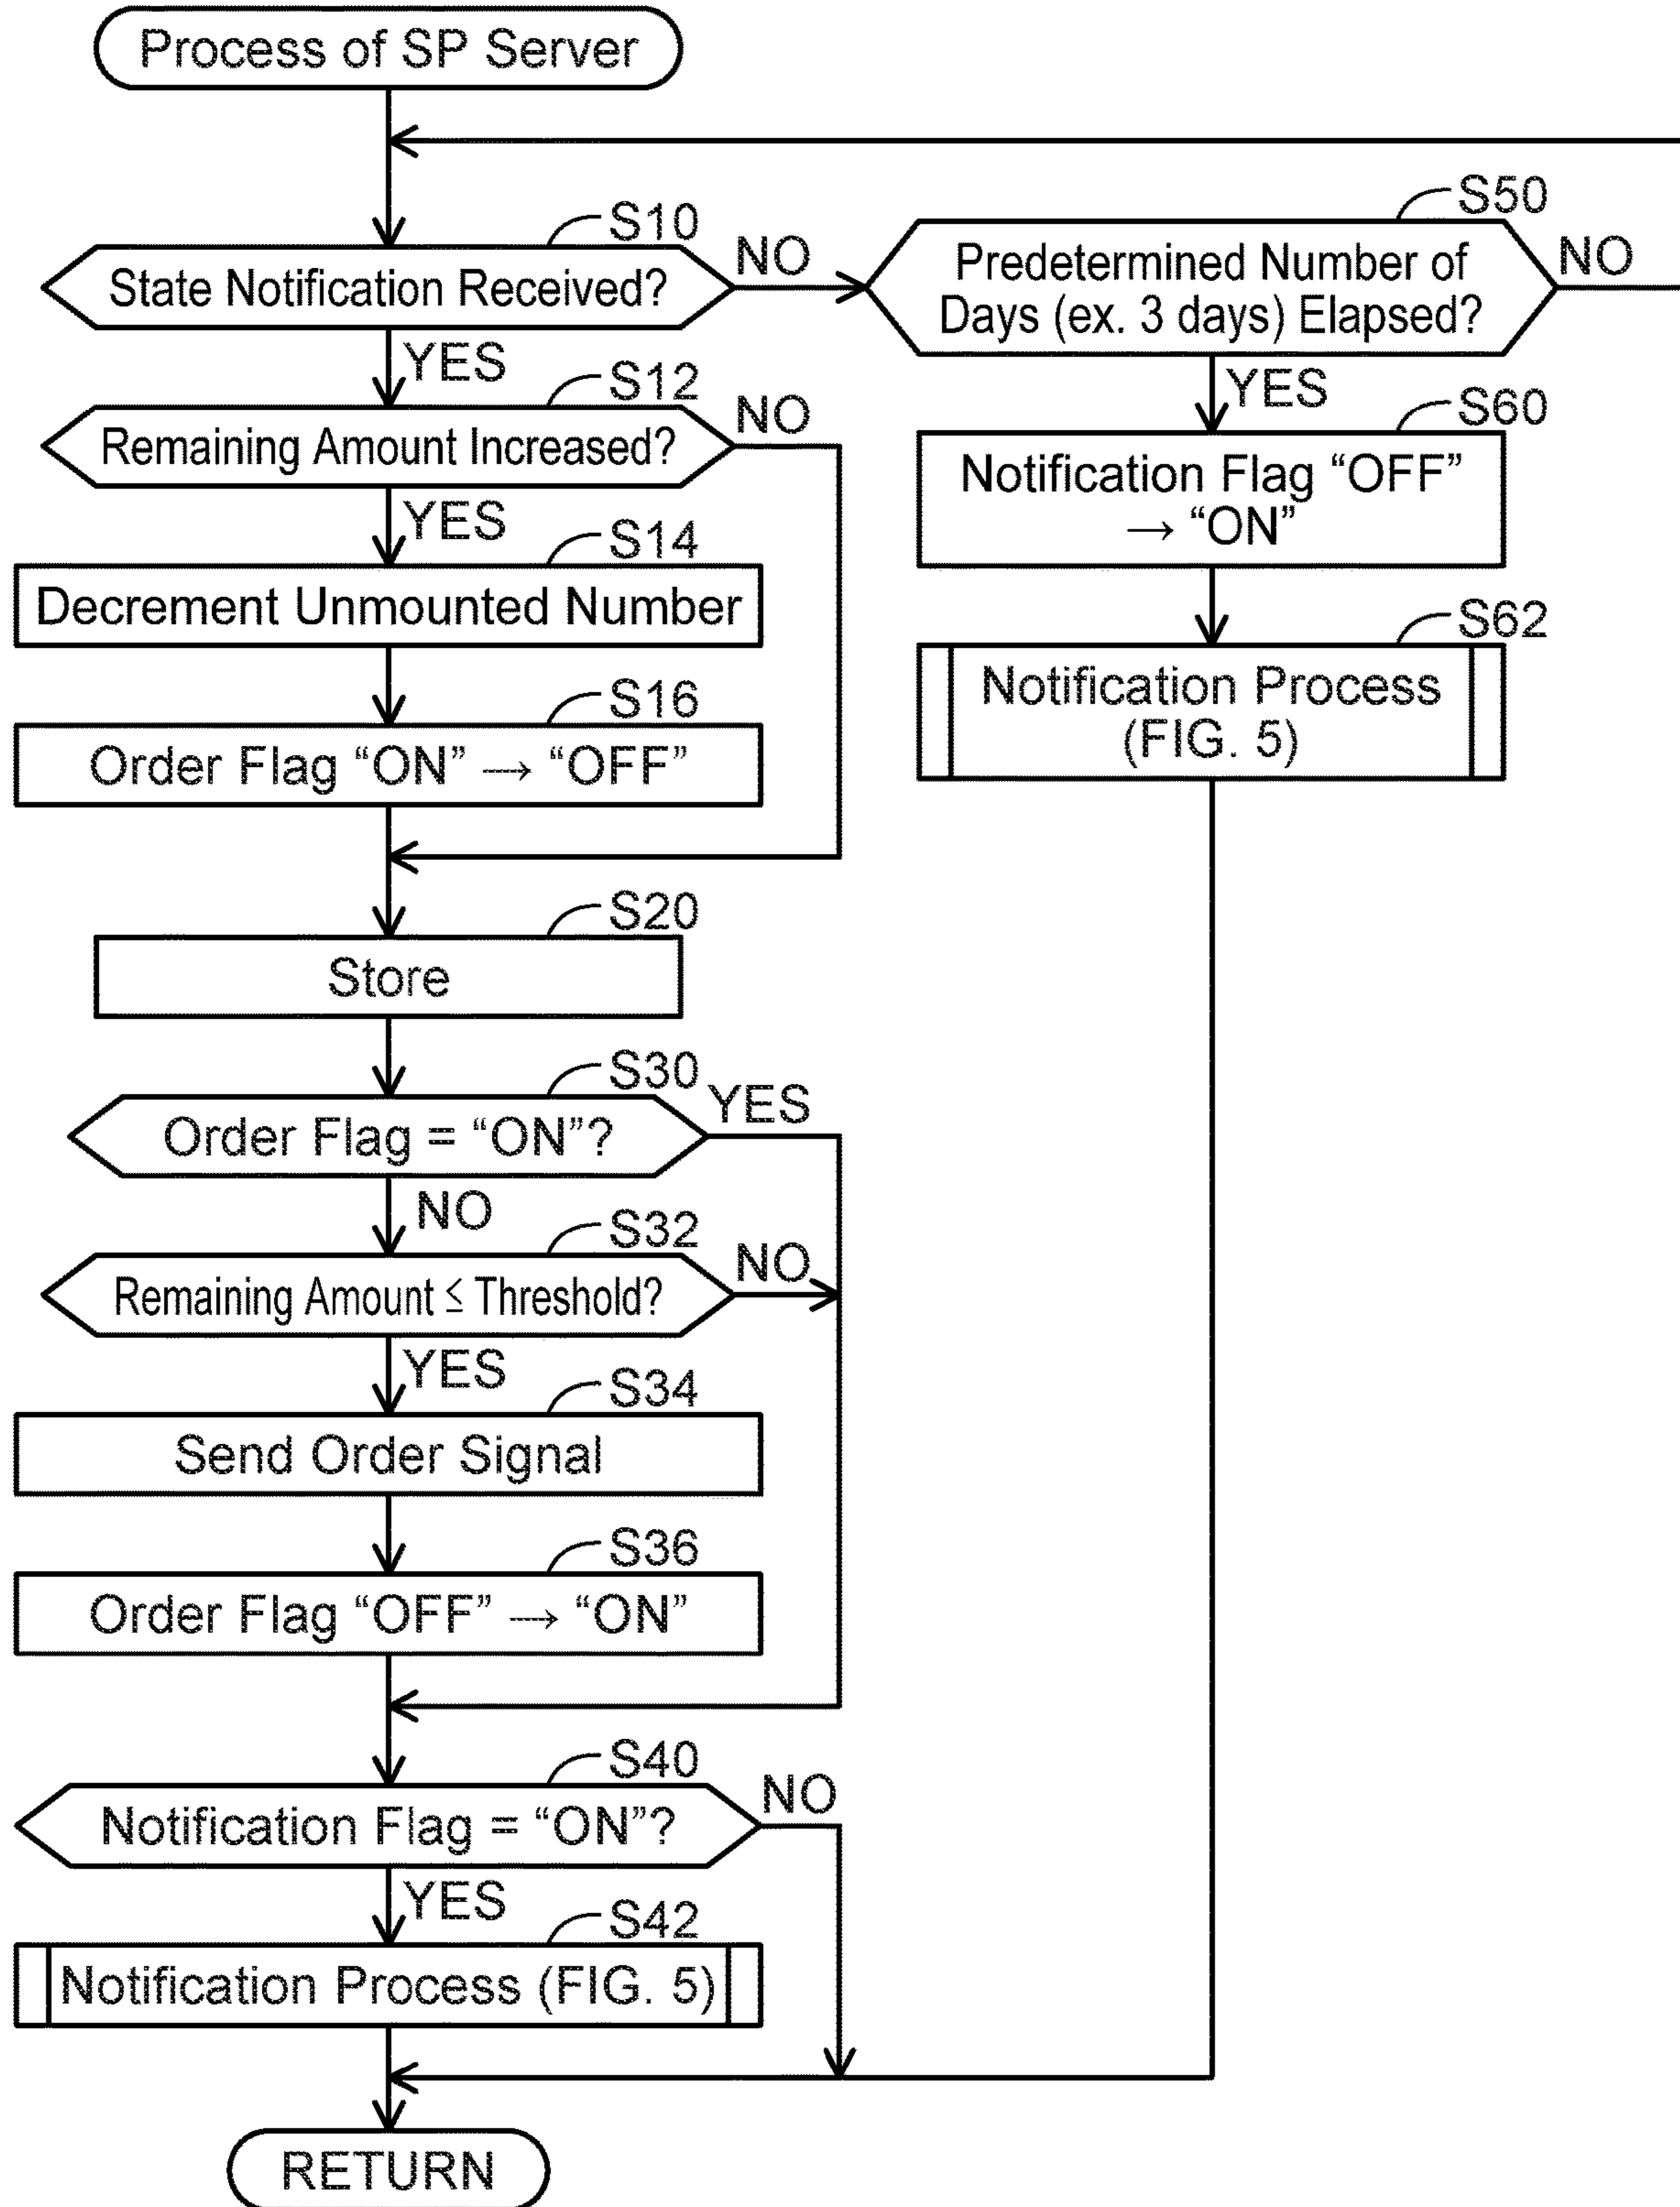 Process of SP Server
S10
State Notification Received?
NO
YES
S12
Remaining Amount Increased?
NO
YES
S14
Decrement Unmounted Number
S16
Order Flag “ON” → “OFF”
S20
Store
S30
Order Flag = “ON”?
YES
NO
S32
Remaining Amount ≦ Threshold?
NO
YES
S34
Send Order Signal
S36
Order Flag “OFF” → “ON”
S40
Notification Flag = “ON”?
NO
YES
S42
Notification Process (FIG. 5)
RETURN
S50
Predetermined Number of
Days (ex. 3 days) Elapsed?
NO
YES
S60
Notification Flag “OFF”
→ “ON”
S62
Notification Process
(FIG. 5)